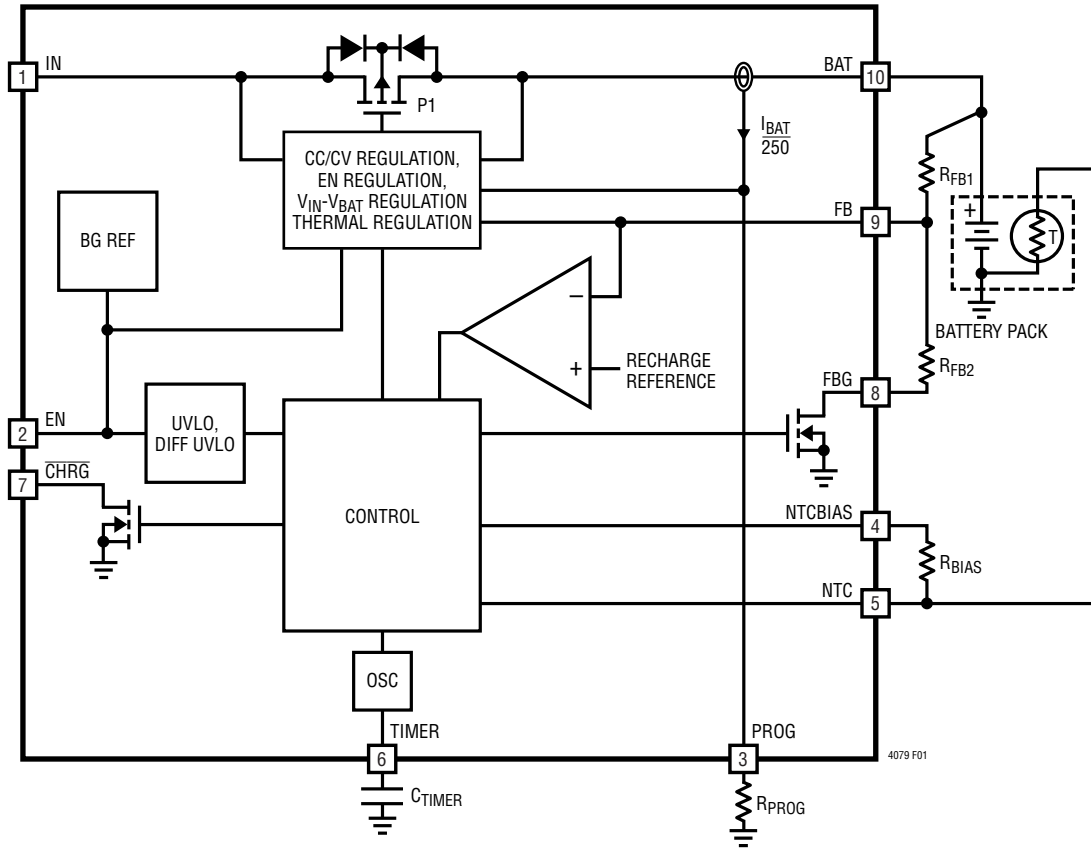 1
IN
P1
BAT
10
I_BAT
250
CC/CV REGULATION,
EN REGULATION,
V_IN-V_BAT REGULATION
THERMAL REGULATION
R_FB1
FB
9
BG REF
+
T
BATTERY PACK
−
+
RECHARGE
REFERENCE
R_FB2
FBG
8
2
EN
UVLO,
DIFF UVLO
7
CHRG
CONTROL
NTCBIAS
4
R_BIAS
NTC
5
OSC
TIMER
6
C_TIMER
PROG
3
R_PROG
4079 F01